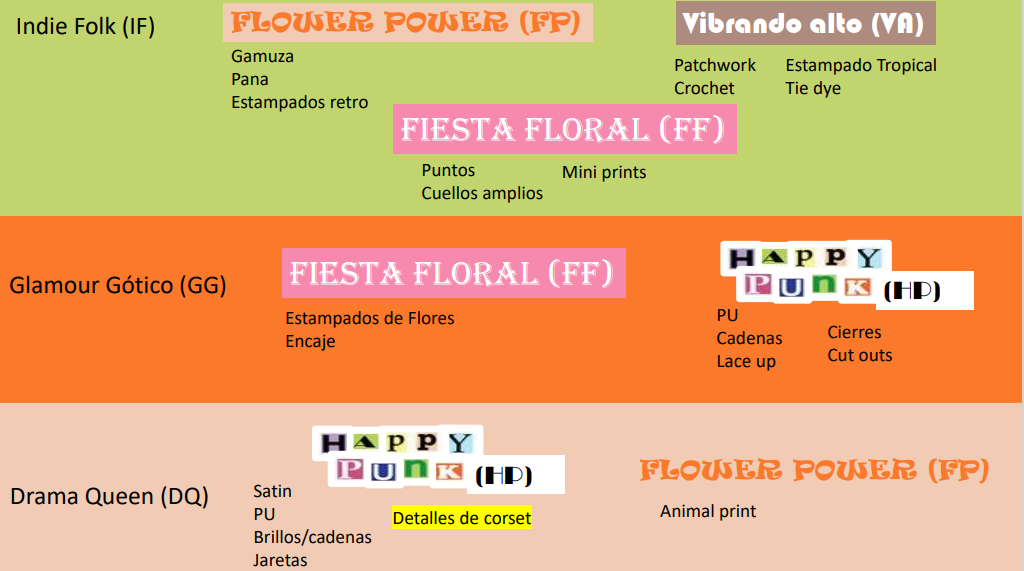 Indie Folk (IF)
FLOWER POWER (FP)
Gamuza
Pana
Estampados retro
Vibrando alto (VA)
Patchwork
Crochet
Estampado Tropical
Tie dye
FIESTA FLORAL (FF)
Puntos
Cuellos amplios
Mini prints
Glamour Gótico (GG)
FIESTA FLORAL (FF)
Estampados de Flores
Encaje
HAPPY
PUNK (HP)
PU
Cadenas
Lace up
Cierres
Cut outs
Drama Queen (DQ)
HAPPY
PUNK (HP)
Satin
PU
Brillos/cadenas
Jaretas
Detalles de corset
FLOWER POWER (FP)
Animal print